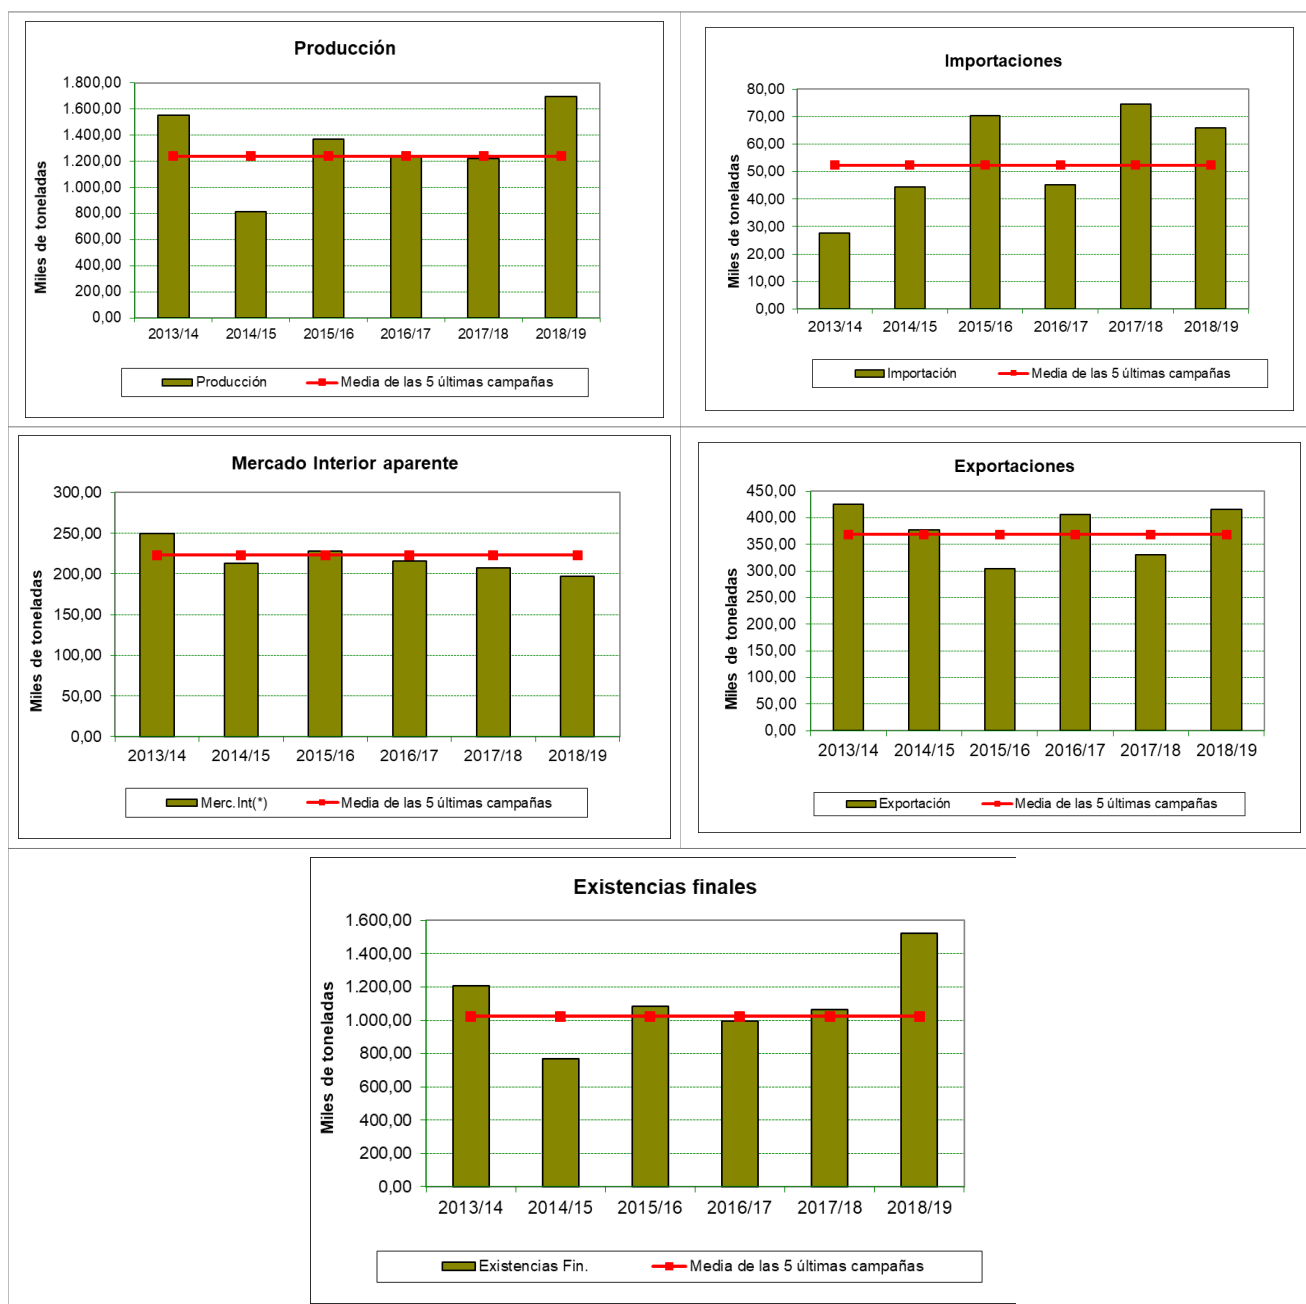 Producción
Miles de toneladas
1.800,00
1.600,00
1.400,00
1.200,00
1.000,00
800,00
600,00
400,00
200,00
0,00
2013/14 2014/15 2015/16 2016/17 2017/18 2018/19
Producción Media de las 5 últimas campañas
Importaciones
Miles de toneladas
80,00
70,00
60,00
50,00
40,00
30,00
20,00
10,00
0,00
2013/14 2014/15 2015/16 2016/17 2017/18 2018/19
Importación Media de las 5 últimas campañas
Mercado Interior aparente
Miles de toneladas
300,00
250,00
200,00
150,00
100,00
50,00
0,00
2013/14 2014/15 2015/16 2016/17 2017/18 2018/19
Merc.Int(*) Media de las 5 últimas campañas
Exportaciones
Miles de toneladas
450,00
400,00
350,00
300,00
250,00
200,00
150,00
100,00
50,00
0,00
2013/14 2014/15 2015/16 2016/17 2017/18 2018/19
Exportación Media de las 5 últimas campañas
Existencias finales
Miles de toneladas
1.600,00
1.400,00
1.200,00
1.000,00
800,00
600,00
400,00
200,00
0,00
2013/14 2014/15 2015/16 2016/17 2017/18 2018/19
Existencias Fin. Media de las 5 últimas campañas